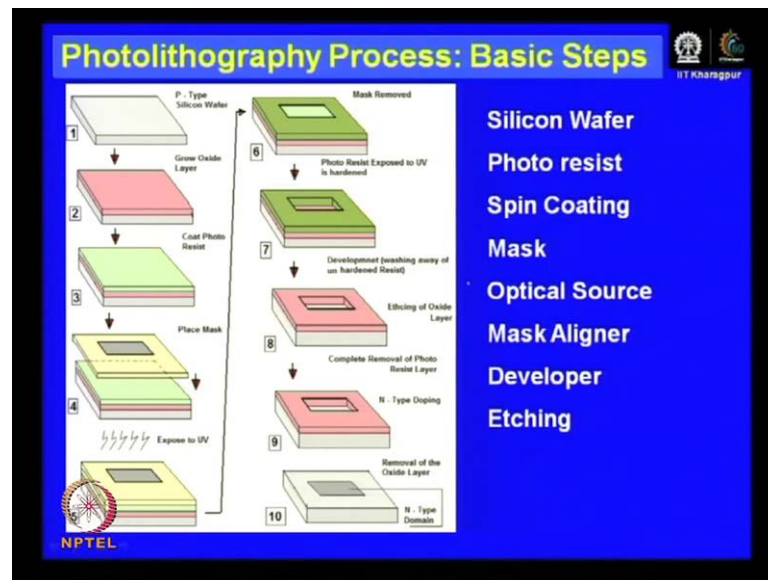 Photolithography Process: Basic Steps
IIT Kharagpur
P - Type
Silicon Wafer
1
Grow Oxide
Layer
2
Coat Photo
Resist
3
Place Mask
4
Expose to UV
5
NPTEL
Mask Removed
6
Photo Resist Exposed to UV
is hardened
7
Developmnet (washing away of
un hardened Resist)
8
Ethcing of Oxide
Layer
Complete Removal of Photo
Resist Layer
9
N - Type Doping
Removal of the
Oxide Layer
10
N - Type
Domain
Silicon Wafer
Photo resist
Spin Coating
Mask
Optical Source
Mask Aligner
Developer
Etching